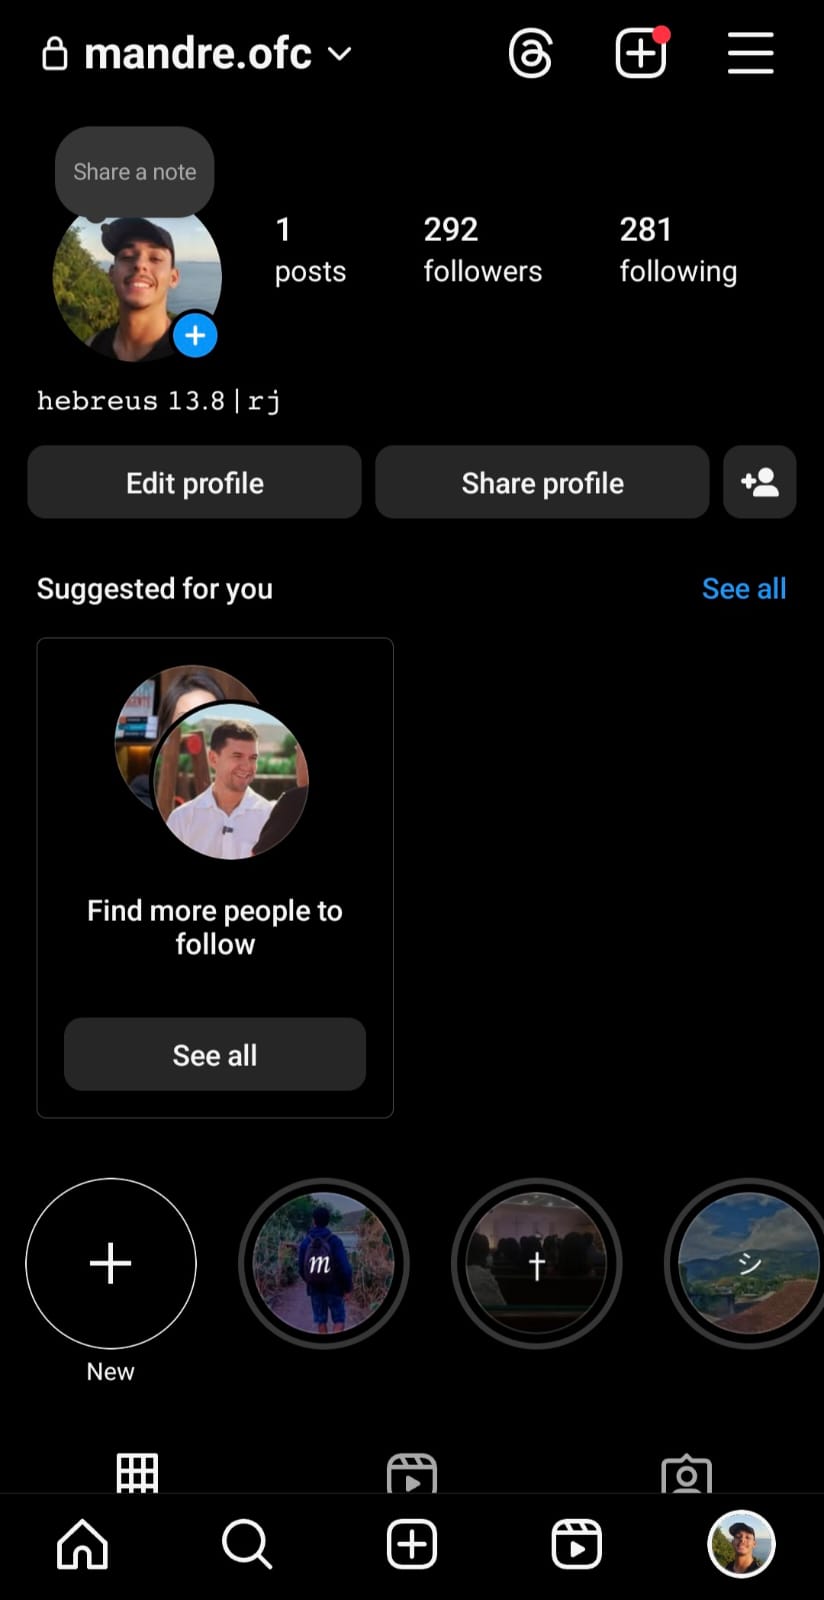 mandre.ofc
Share a note
1
posts
292
followers
281
following
hebreus 13.8 | rj
Edit profile
Share profile
Suggested for you
See all
Find more people to
follow
See all
m
†
シ
New